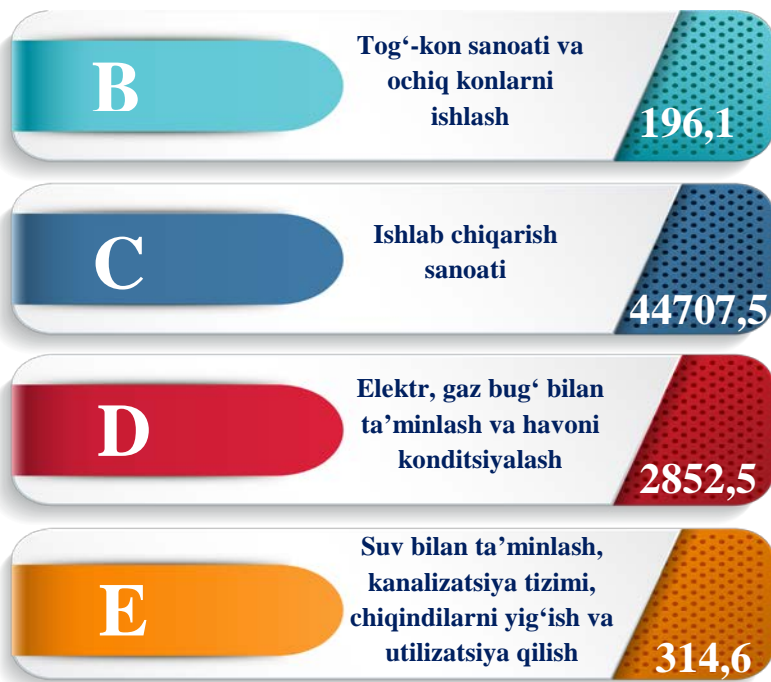 B
Tog‘-kon sanoati va
ochiq konlarni
ishlash
196,1
C
Ishlab chiqarish
sanoati
44707,5
D
Elektr, gaz bug‘ bilan
ta’minlash va havoni
konditsiyalash
2852,5
E
Suv bilan ta’minlash,
kanalizatsiya tizimi,
chiqindilarni yig‘ish va
utilizatsiya qilish
314,6